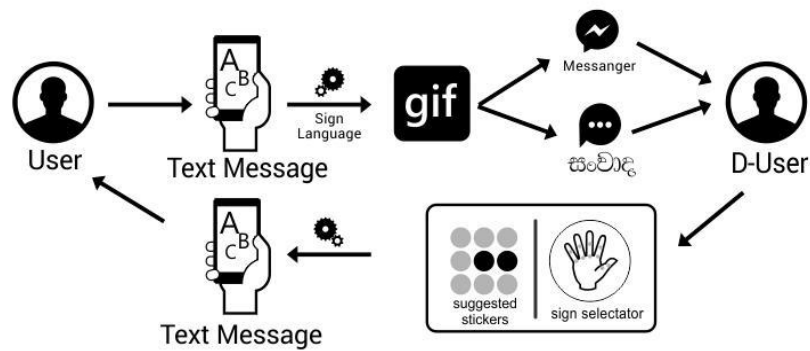 User
A
B
C
Text Message
Sign
Language
gif
Messanger
සංවාද
D-User
A
B
C
Text Message
suggested
stickers
sign selectator